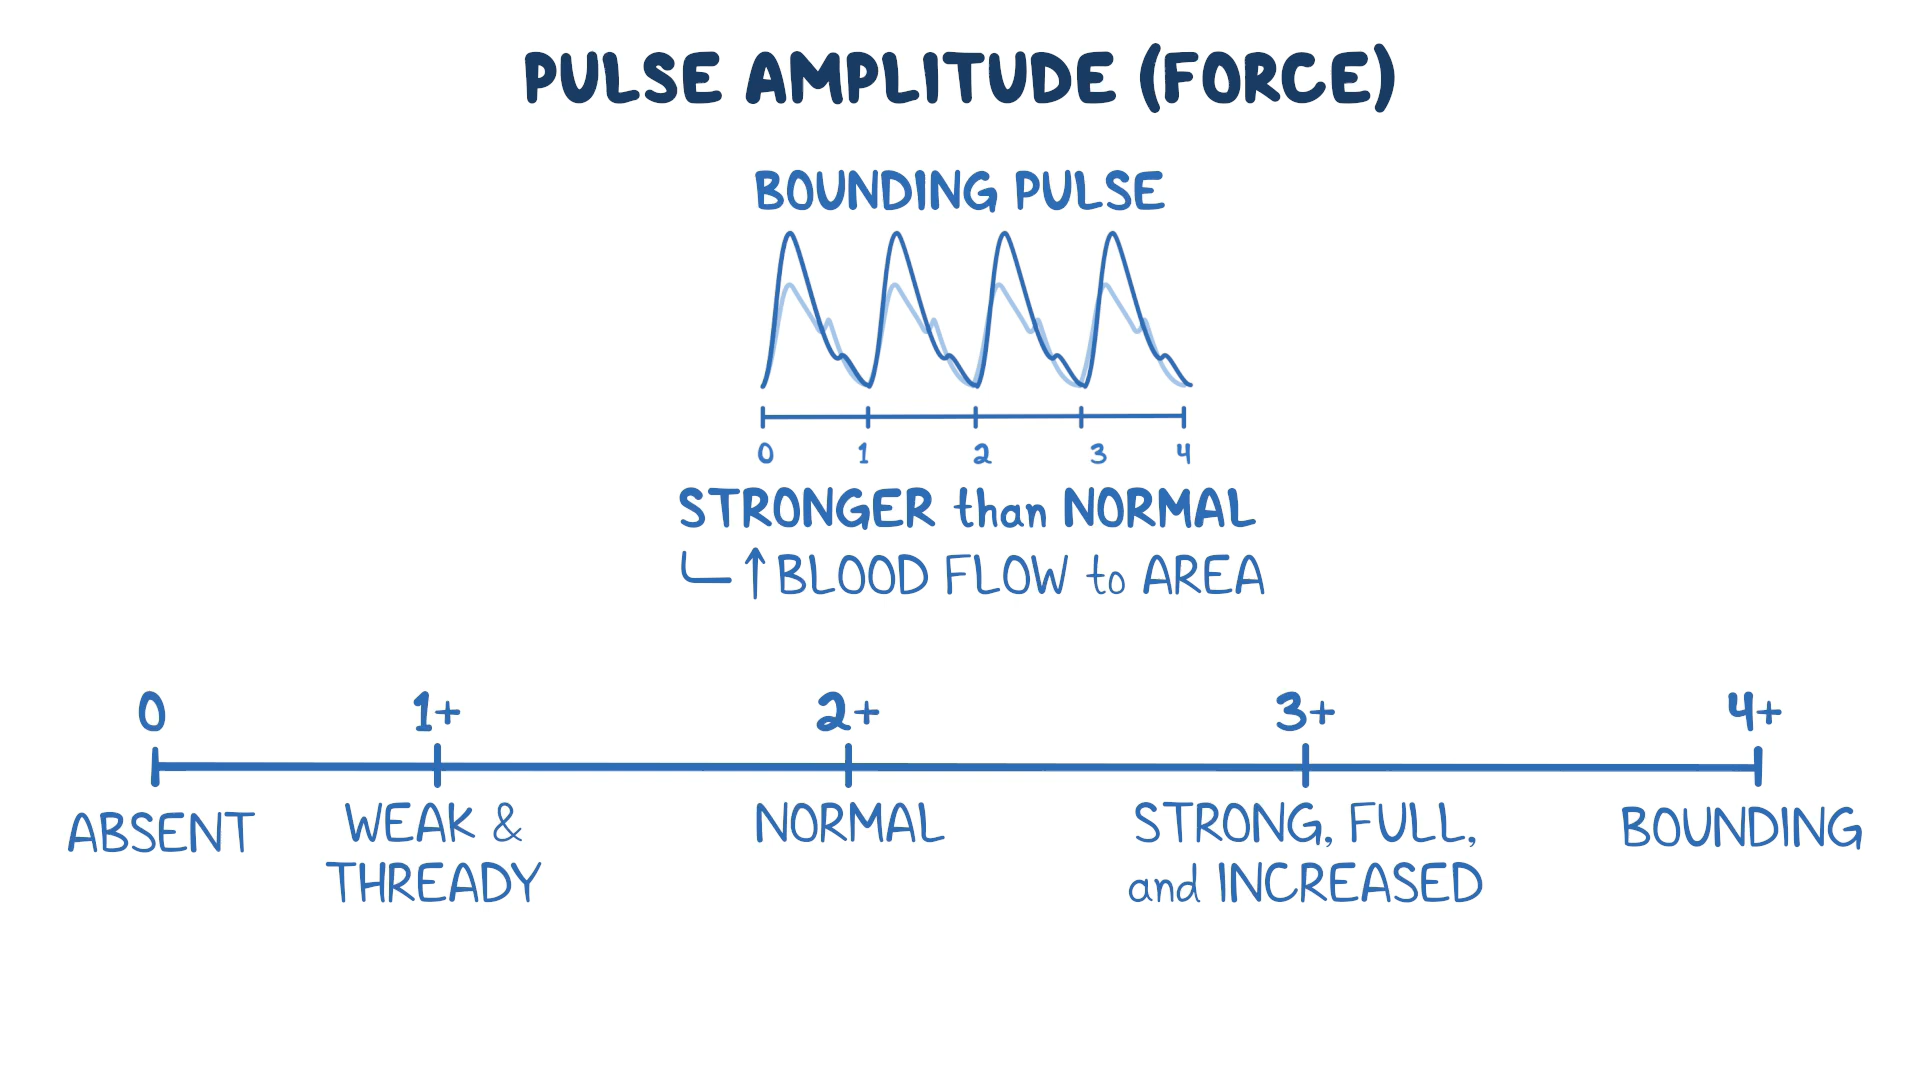 PULSE AMPLITUDE (FORCE)
BOUNDING PULSE
0 1 2 3 4
STRONGER than NORMAL
↑ BLOOD FLOW to AREA
0 1+ 2+ 3+ 4+
ABSENT
WEAK &
THREADY
NORMAL
STRONG, FULL,
and INCREASED
BOUNDING